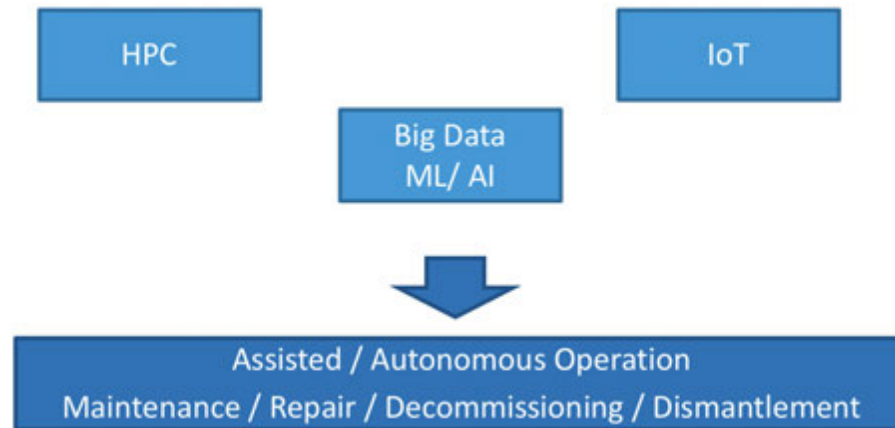 HPC
IoT
Big Data
ML/ AI
Assisted / Autonomous Operation
Maintenance / Repair / Decommissioning / Dismantlement